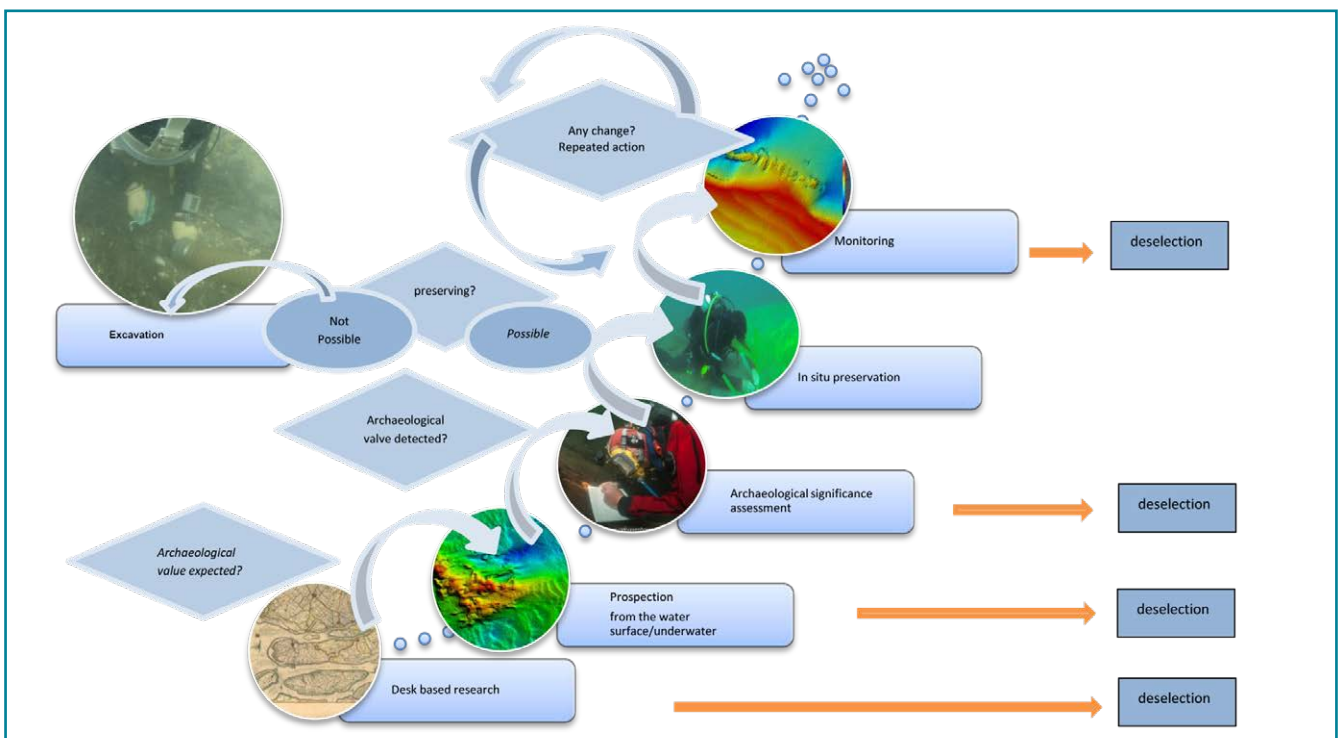 Any change?
Repeated action
Monitoring
deselection
preserving?
Not
Possible
Possible
Excavation
In situ preservation
Archaeological
valve detected?
Archaeological significance
assessment
deselection
Archaeological
value expected?
Prospection
from the water
surface/underwater
deselection
Desk based research
deselection